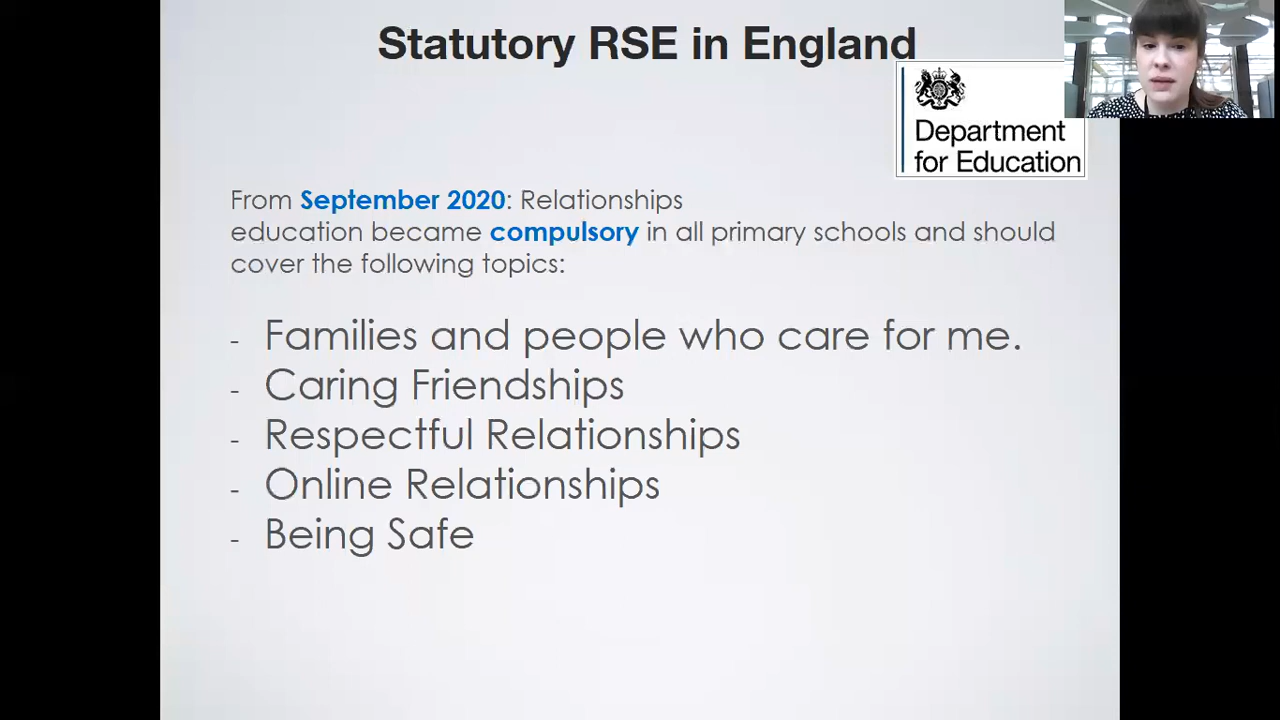 Statutory RSE in England
Department
for Education
From September 2020: Relationships
education became compulsory in all primary schools and should
cover the following topics:
- Families and people who care for me.
- Caring Friendships
- Respectful Relationships
- Online Relationships
- Being Safe